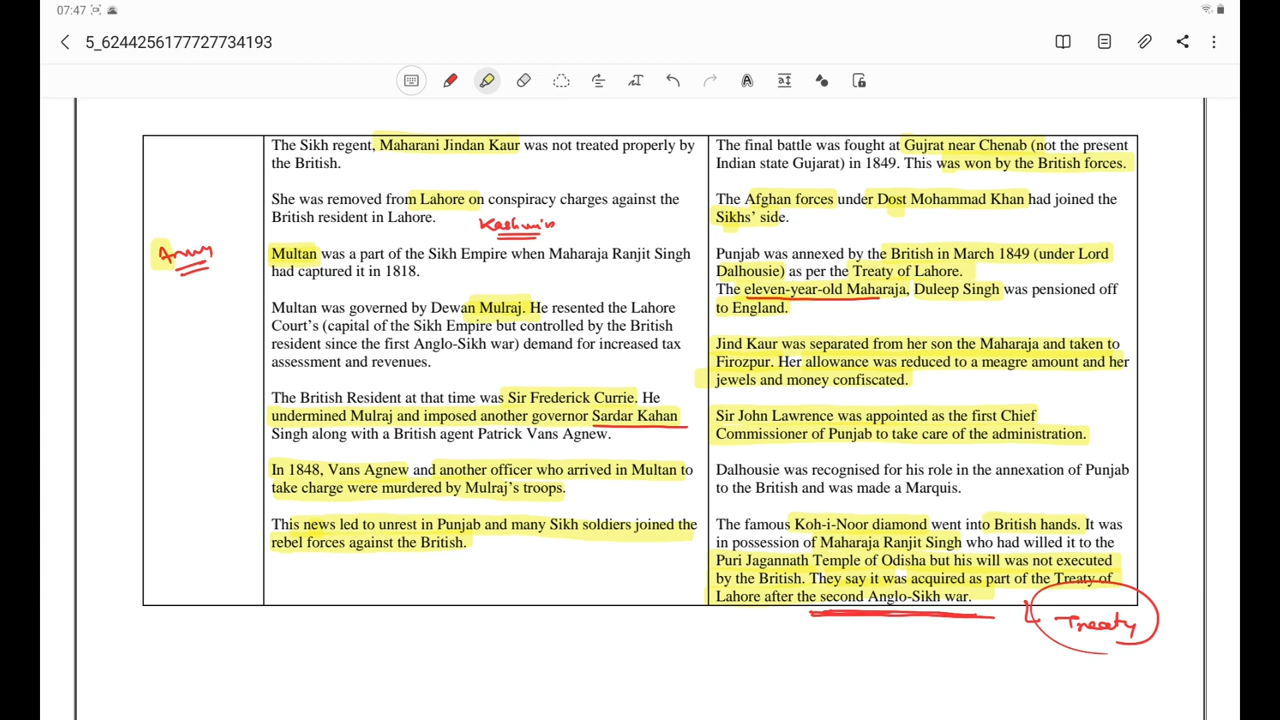 07:47
5_6244256177727734193
The Sikh regent, Maharani Jindan Kaur was not treated properly by
the British.
She was removed from Lahore on conspiracy charges against the
British resident in Lahore.
Kashmir
Army
Multan was a part of the Sikh Empire when Maharaja Ranjit Singh
had captured it in 1818.
Multan was governed by Dewan Mulraj. He resented the Lahore
Court's (capital of the Sikh Empire but controlled by the British
resident since the first Anglo-Sikh war) demand for increased tax
assessment and revenues.
The British Resident at that time was Sir Frederick Currie. He
undermined Mulraj and imposed another governor Sardar Kahan
Singh along with a British agent Patrick Vans Agnew.
In 1848, Vans Agnew and another officer who arrived in Multan to
take charge were murdered by Mulraj's troops.
This news led to unrest in Punjab and many Sikh soldiers joined the
rebel forces against the British.
The final battle was fought at Gujrat near Chenab (not the present
Indian state Gujarat) in 1849. This was won by the British forces.
The Afghan forces under Dost Mohammad Khan had joined the
Sikhs' side.
Punjab was annexed by the British in March 1849 (under Lord
Dalhousie) as per the Treaty of Lahore.
The eleven-year-old Maharaja, Duleep Singh was pensioned off
to England.
Jind Kaur was separated from her son the Maharaja and taken to
Firozpur. Her allowance was reduced to a meagre amount and her
jewels and money confiscated.
Sir John Lawrence was appointed as the first Chief
Commissioner of Punjab to take care of the administration.
Dalhousie was recognised for his role in the annexation of Punjab
to the British and was made a Marquis.
The famous Koh-i-Noor diamond went into British hands. It was
in possession of Maharaja Ranjit Singh who had willed it to the
Puri Jagannath Temple of Odisha but his will was not executed
by the British. They say it was acquired as part of the Treaty of
Lahore after the second Anglo-Sikh war.
Treaty